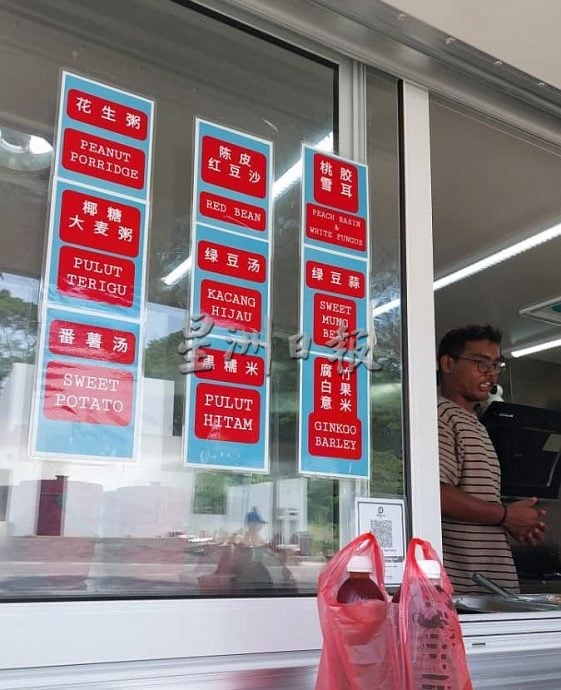 花生粥
PEANUT
PORRIDGE
椰糖
大麦粥
PULUT
TERIGU
番薯汤
SWEET
POTATO
陈皮
红豆沙
RED BEAN
绿豆汤
KACANG
HIJAU
黑糯米
PULUT
HITAM
桃胶
雪耳
PEACH RASIN
&
WHITE FUNGUS
绿豆蒜
SWEET
MUNG
BEAN
腐竹
白果
意米
GINKGO
BARLEY
星洲日报